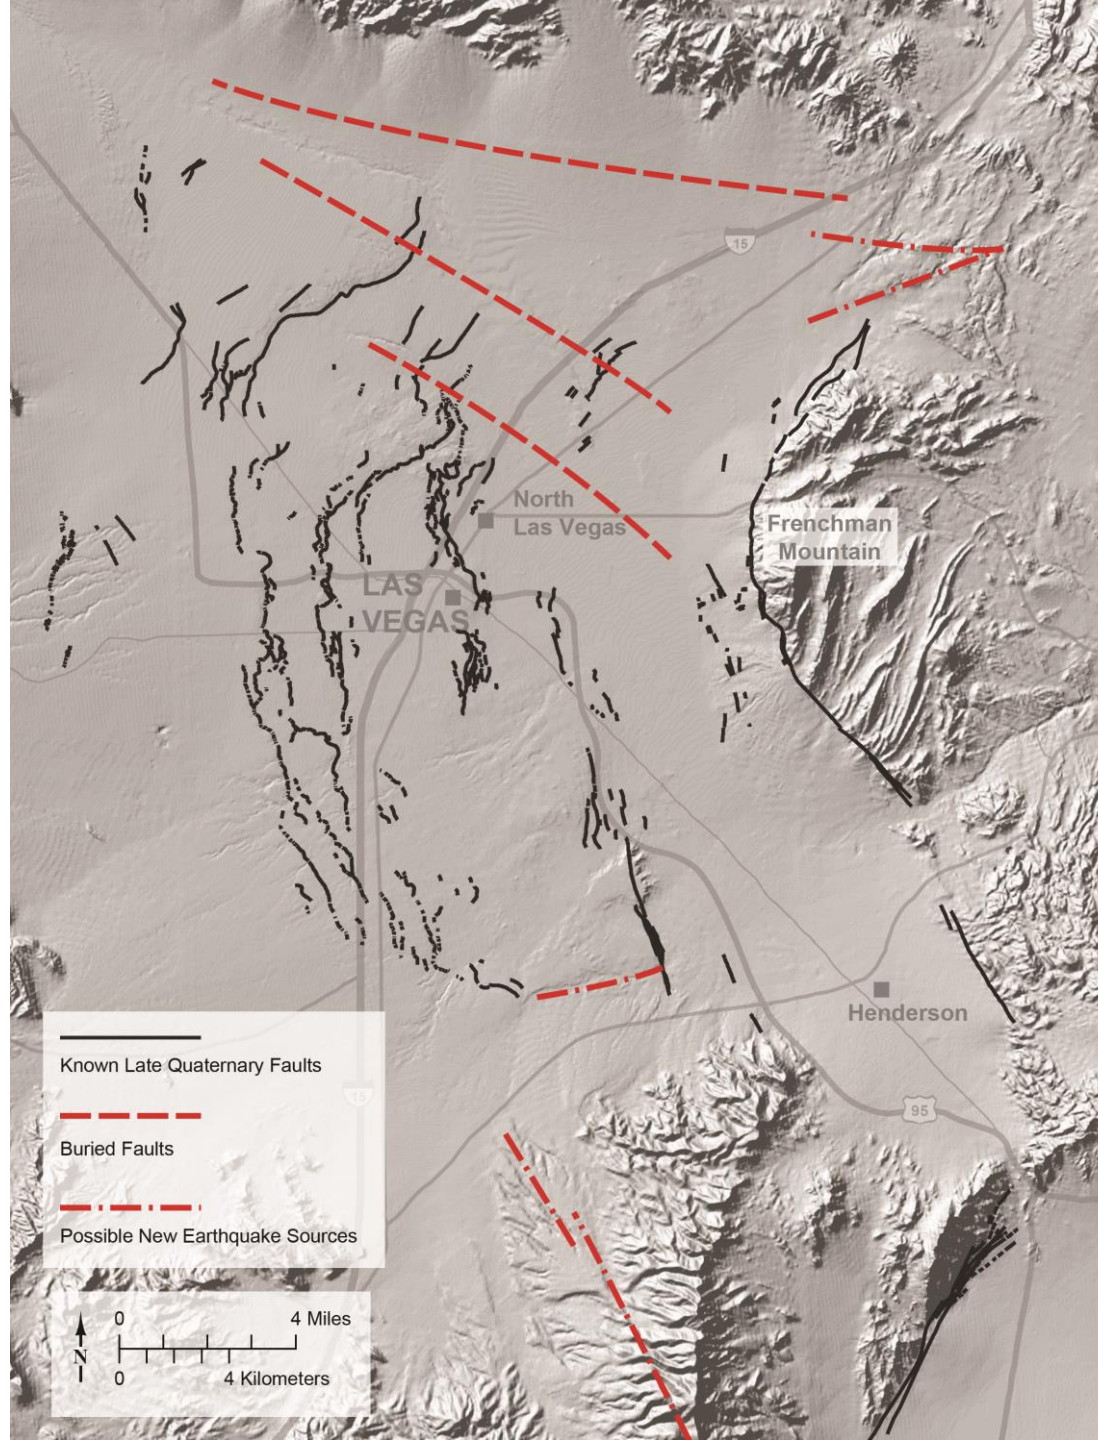 15
North
Las Vegas
Frenchman
Mountain
LAS
VEGAS
Henderson
Known Late Quaternary Faults
15
95
Buried Faults
Possible New Earthquake Sources
0
4 Miles
N
0
4 Kilometers